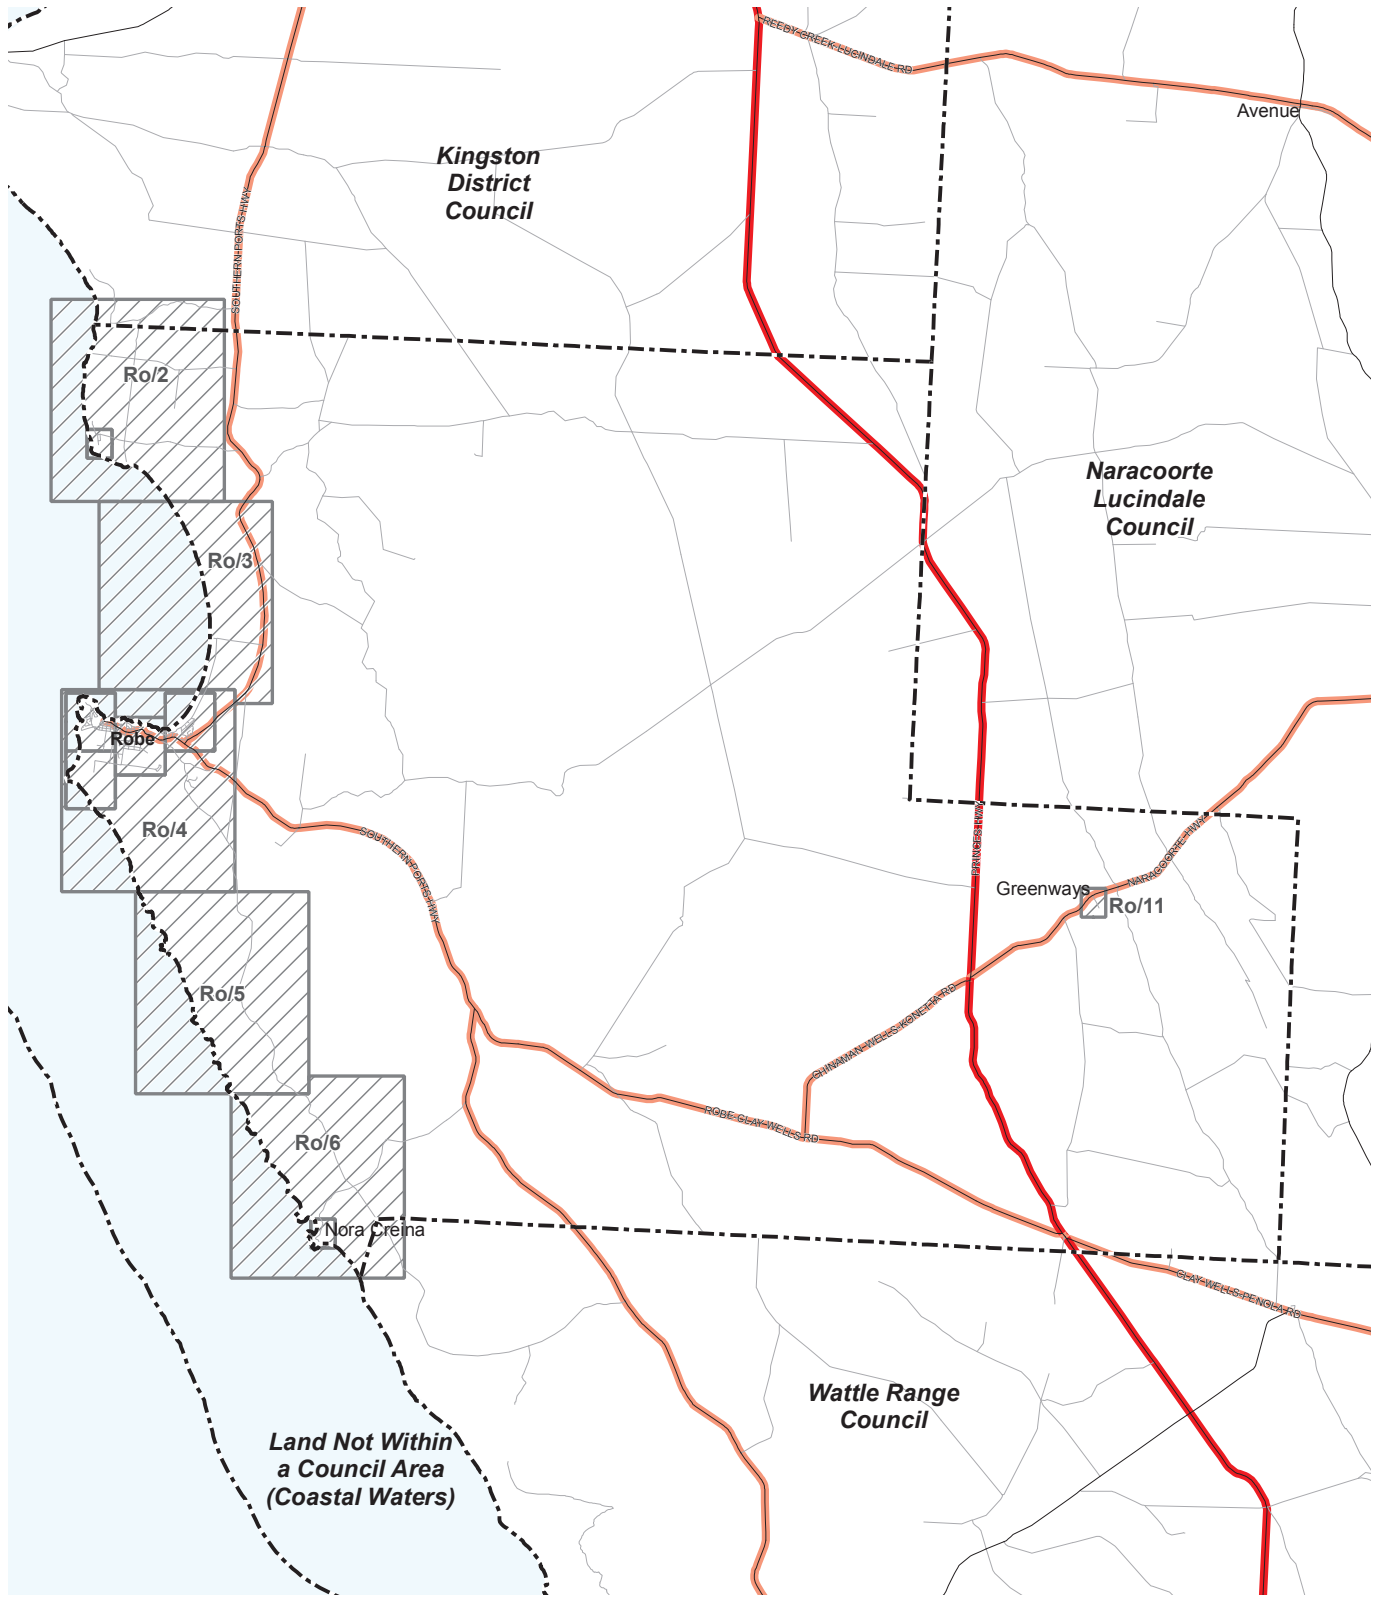 REEDY-CREEK-LUCINDALE-RD
Avenue
Kingston
District
Council
SOUTHERN-PORTS-HWY
Ro/2
Naracoorte
Lucindale
Council
Ro/3
Robe
Ro/4
SOUTHERN-PORTS-HWY
PRINCES-HWY
NARACOORTE-HWY
Greenways
Ro/11
Ro/5
CHINAMAN-WELLS-KONETTA-RD
ROBE-CLAY-WELLS-RD
Ro/6
Nora Creina
CLAY-WELLS-PENOLA-RD
Wattle Range
Council
Land Not Within
a Council Area
(Coastal Waters)